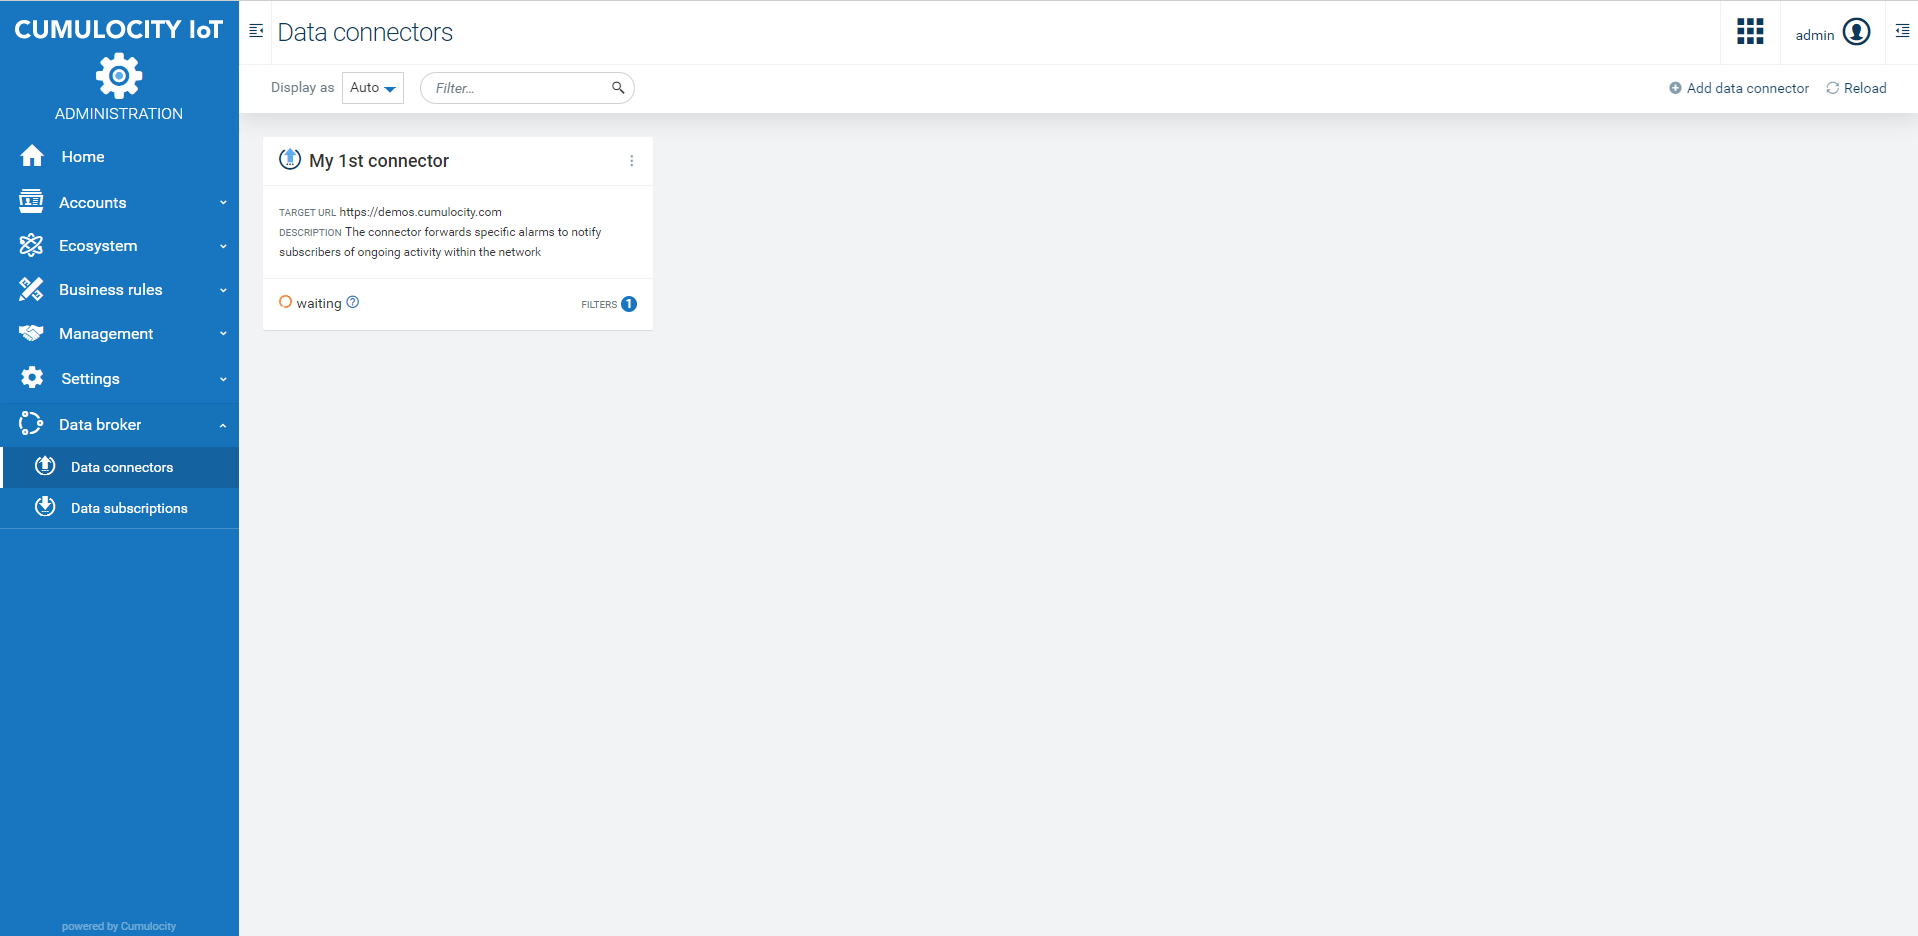 CUMULOCITY IoT
ADMINISTRATION
Home
Accounts
Ecosystem
Business rules
Management
Settings
Data broker
Data connectors
Data subscriptions
powered by Cumulocity
Data connectors
admin
Display as Auto Filter...
Add data connector Reload
My 1st connector
TARGET URL https://demos.cumulocity.com
DESCRIPTION The connector forwards specific alarms to notify
subscribers of ongoing activity within the network
waiting ? FILTERS 1